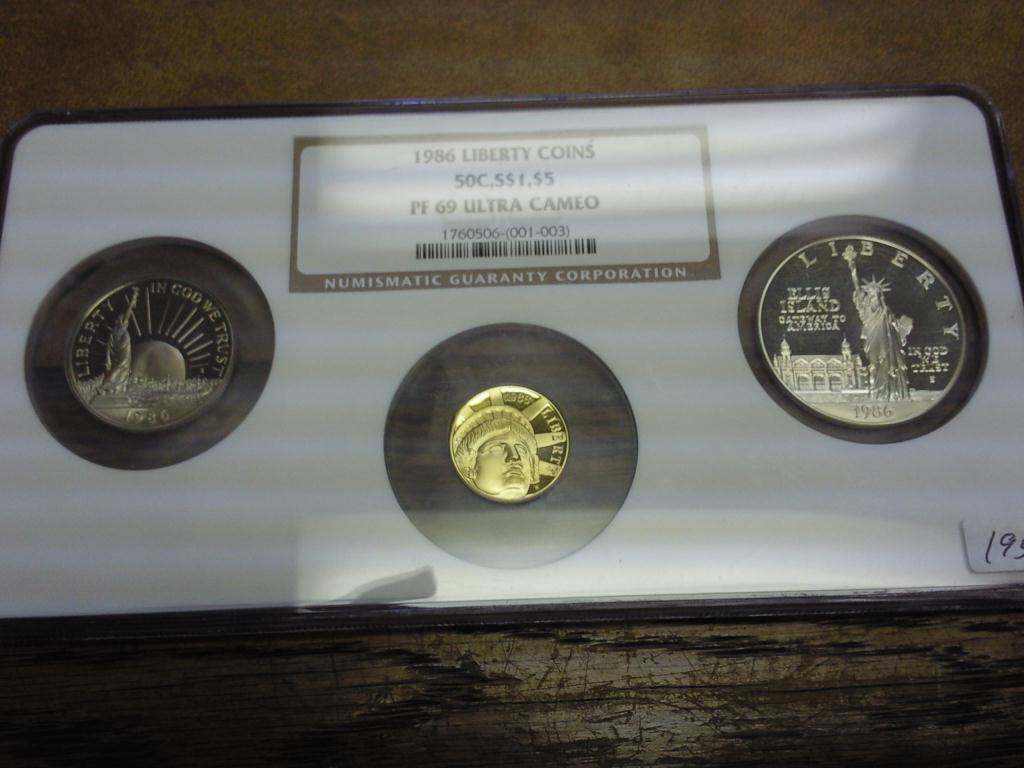 1986 LIBERTY COINS
50C,S$1,$5
PF 69 ULTRA CAMEO
1760506-(001-003)
NUMISMATIC GUARANTY CORPORATION
LIBERTY
IN GOD WE TRUST
1986
1986
LIBERTY
LIBERTY
ELLIS
ISLAND
GATEWAY TO
AMERICA
IN GOD
WE
TRUST
S
1986